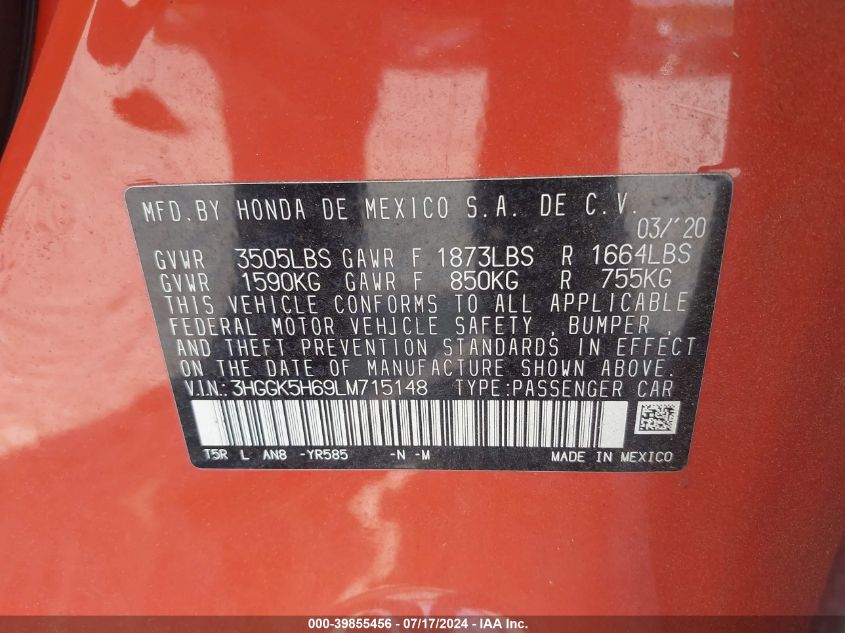 MFD.BY HONDA DE MEXICO S.A. DE C.V.
03/'20
GVWR 3505LBS GAWR F 1873LBS R 1664LBS
GVWR 1590KG GAWR F 850KG R 755KG
THIS VEHICLE CONFORMS TO ALL APPLICABLE
FEDERAL MOTOR VEHICLE SAFETY , BUMPER ,
AND THEFT PREVENTION STANDARDS IN EFFECT
ON THE DATE OF MANUFACTURE SHOWN ABOVE.
V.I.N.:3HGGK5H69LM715148 TYPE:PASSENGER CAR
T5R L AN8 -YR585 -N -M MADE IN MEXICO
000-39855456 - 07/17/2024 - IAA Inc.